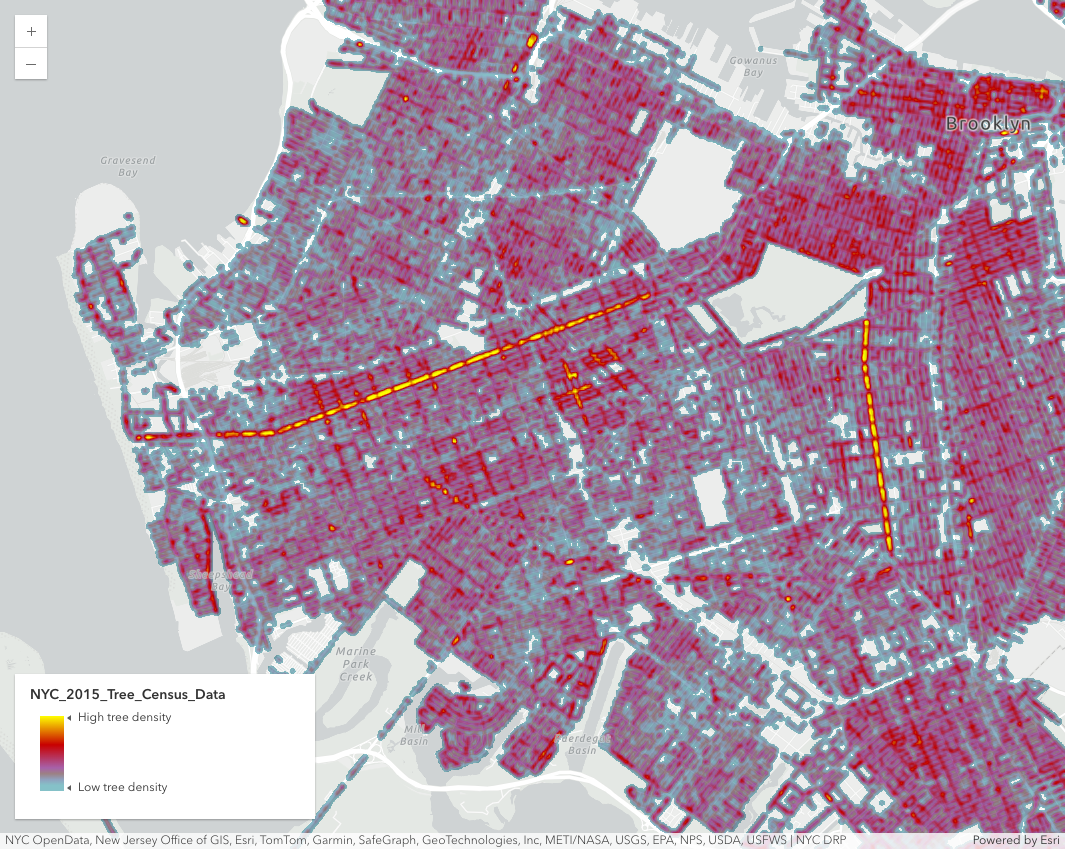 +
Gowanus
Bay
Brooklyn
Gravesend
Bay
−
Sheepshead
Bay
Marine
Park
Creek
Mill
Basin
Paerdegat
Basin
NYC_2015_Tree_Census_Data
High tree density
Low tree density
NYC OpenData, New Jersey Office of GIS, Esri, TomTom, Garmin, SafeGraph, GeoTechnologies, Inc, METI/NASA, USGS, EPA, NPS, USDA, USFWS | NYC DRP
Powered by Esri